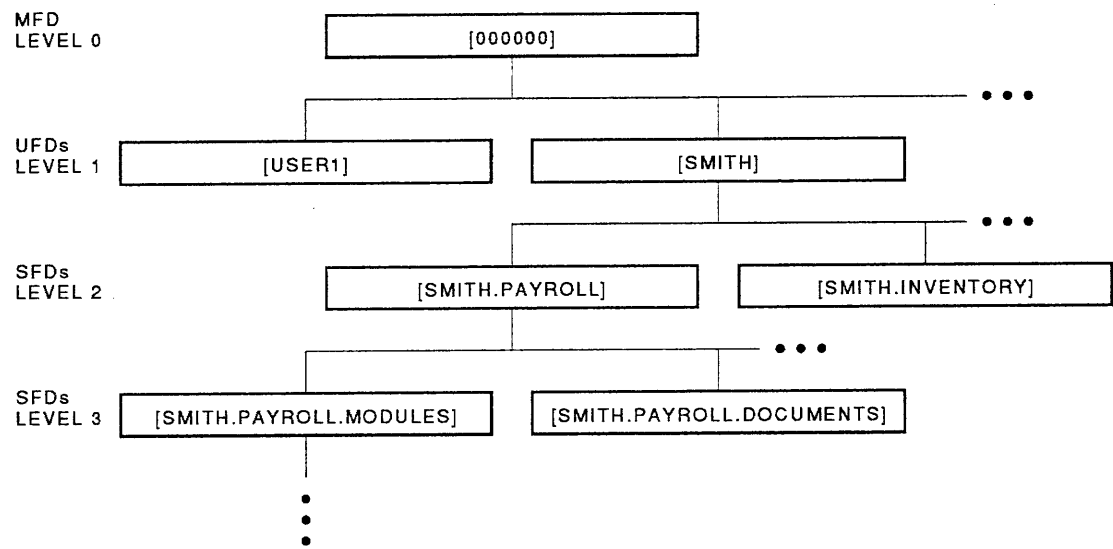 MFD
LEVEL 0
[000000]
UFDs
LEVEL 1
[USER1]
[SMITH]
SFDs
LEVEL 2
[SMITH.PAYROLL]
[SMITH.INVENTORY]
SFDs
LEVEL 3
[SMITH.PAYROLL.MODULES]
[SMITH.PAYROLL.DOCUMENTS]